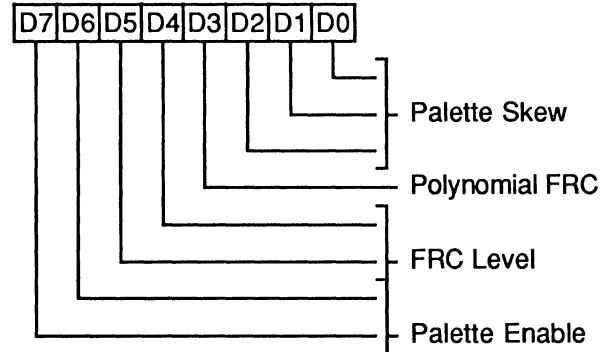 D7 D6 D5 D4 D3 D2 D1 D0
Palette Skew
Polynomial FRC
FRC Level
Palette Enable